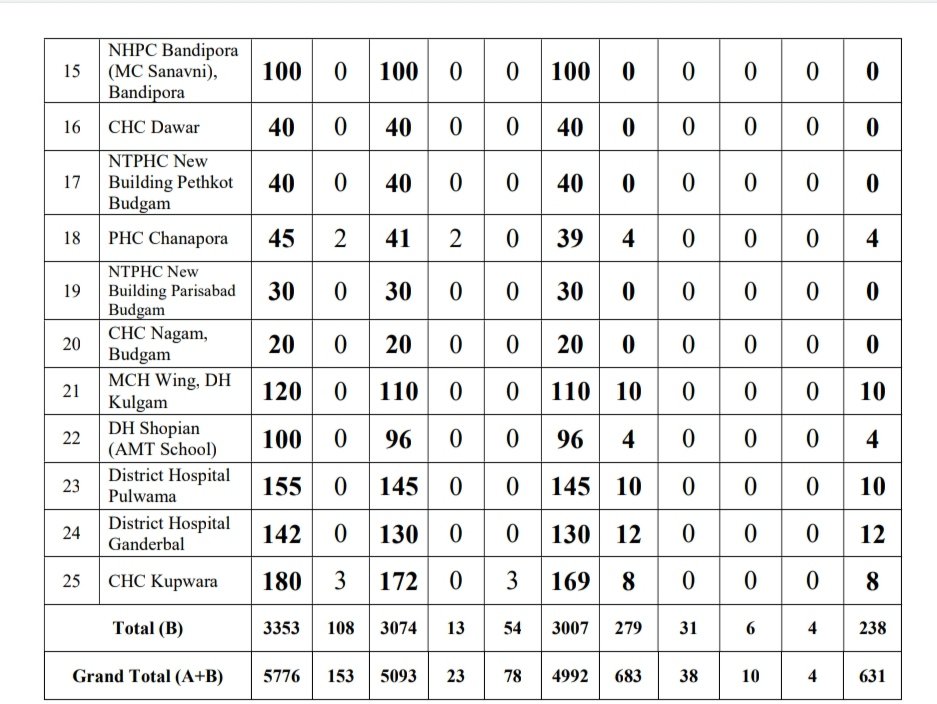 15 NHPC Bandipora (MC Sanavni), Bandipora 100 0 100 0 0 100 0 0 0 0 0
16 CHC Dawar 40 0 40 0 0 40 0 0 0 0 0
17 NTPHC New Building Pethkot Budgam 40 0 40 0 0 40 0 0 0 0 0
18 PHC Chanapora 45 2 41 2 0 39 4 0 0 0 4
19 NTPHC New Building Parisabad Budgam 30 0 30 0 0 30 0 0 0 0 0
20 CHC Nagam, Budgam 20 0 20 0 0 20 0 0 0 0 0
21 MCH Wing, DH Kulgam 120 0 110 0 0 110 10 0 0 0 10
22 DH Shopian (AMT School) 100 0 96 0 0 96 4 0 0 0 4
23 District Hospital Pulwama 155 0 145 0 0 145 10 0 0 0 10
24 District Hospital Ganderbal 142 0 130 0 0 130 12 0 0 0 12
25 CHC Kupwara 180 3 172 0 3 169 8 0 0 0 8
Total (B) 3353 108 3074 13 54 3007 279 31 6 4 238
Grand Total (A+B) 5776 153 5093 23 78 4992 683 38 10 4 631